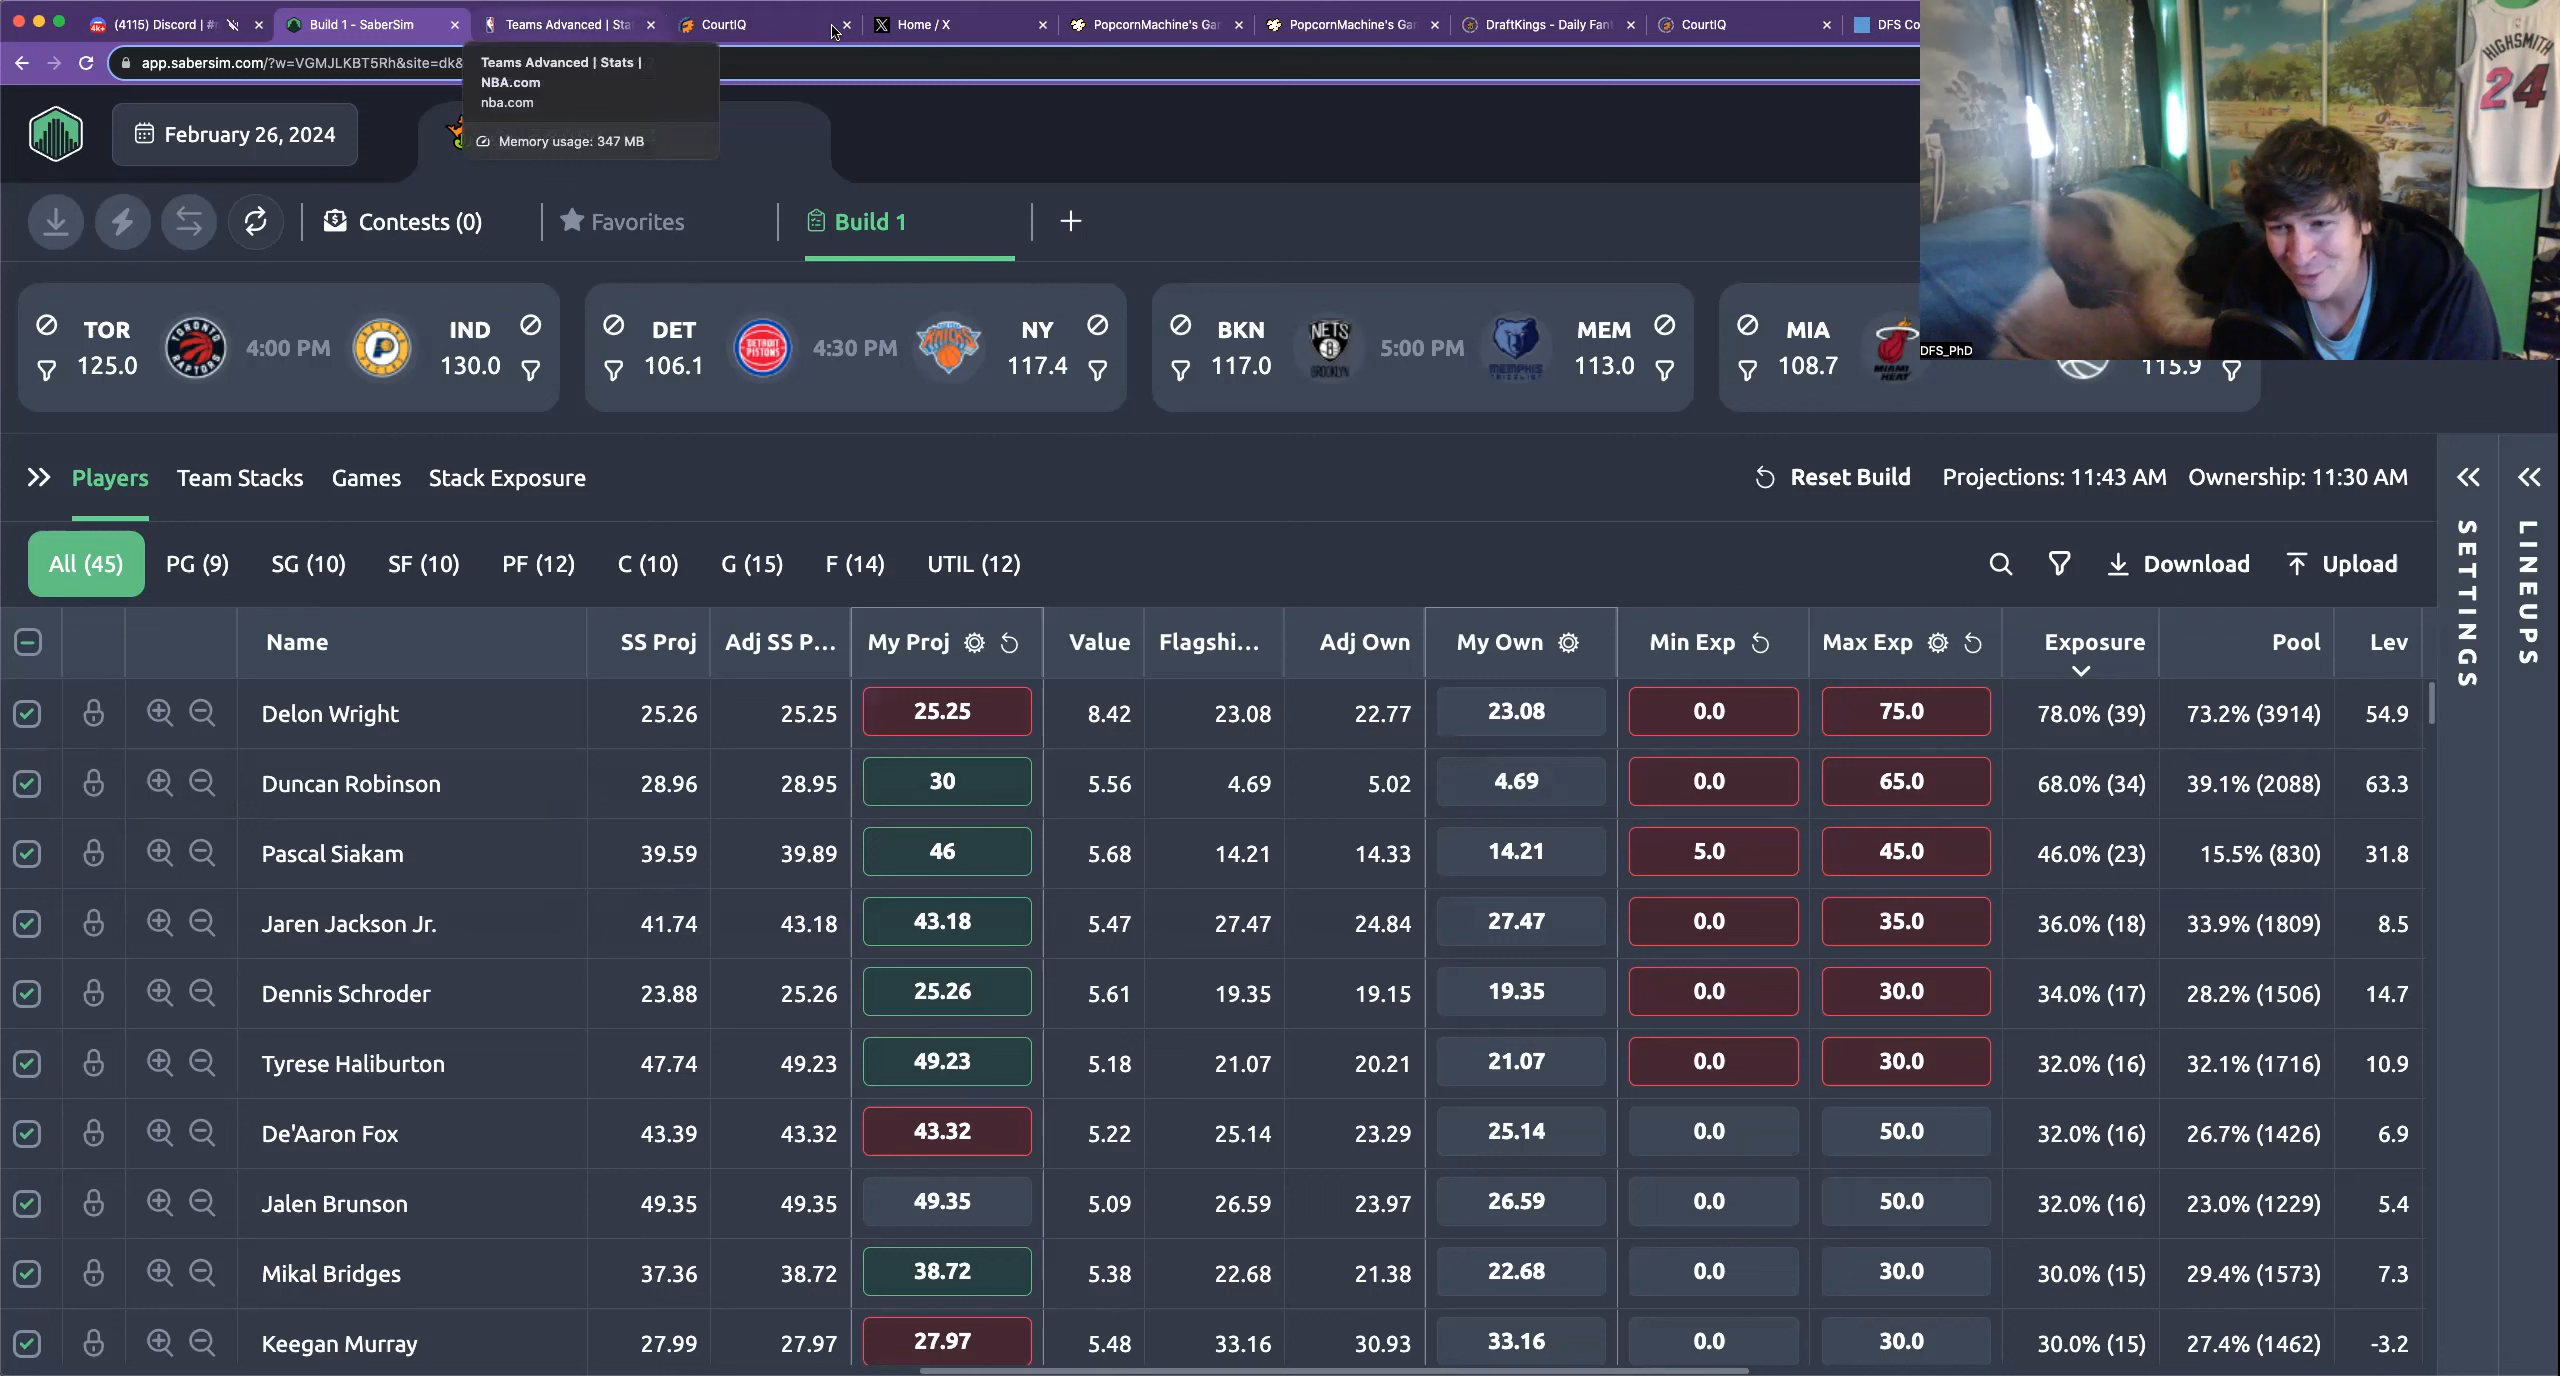 (4115) Discord | #
Build 1 - SaberSim
Teams Advanced | Sta
CourtIQ
Home / X
PopcornMachine's Ga
PopcornMachine's Ga
DraftKings - Daily Fan
CourtIQ
DFS Co
app.sabersim.com/?w=VGMJLKBT5Rh&site=dk&
Teams Advanced | Stats |
NBA.com
nba.com
Memory usage: 347 MB
February 26, 2024
Contests (0)
Favorites
Build 1
HIGHSMITH
24
DFS_PhD
TOR 4:00 PM IND
125.0 130.0
DET 4:30 PM NY
106.1 117.4
BKN 5:00 PM MEM
117.0 113.0
MIA
108.7 115.9
Players Team Stacks Games Stack Exposure
Reset Build Projections: 11:43 AM Ownership: 11:30 AM
All (45) PG (9) SG (10) SF (10) PF (12) C (10) G (15) F (14) UTIL (12)
Download Upload
SETTINGS
LINEUPS
Name SS Proj Adj SS P... My Proj Value Flagshi... Adj Own My Own Min Exp Max Exp Exposure Pool Lev
Delon Wright 25.26 25.25 25.25 8.42 23.08 22.77 23.08 0.0 75.0 78.0% (39) 73.2% (3914) 54.9
Duncan Robinson 28.96 28.95 30 5.56 4.69 5.02 4.69 0.0 65.0 68.0% (34) 39.1% (2088) 63.3
Pascal Siakam 39.59 39.89 46 5.68 14.21 14.33 14.21 5.0 45.0 46.0% (23) 15.5% (830) 31.8
Jaren Jackson Jr. 41.74 43.18 43.18 5.47 27.47 24.84 27.47 0.0 35.0 36.0% (18) 33.9% (1809) 8.5
Dennis Schroder 23.88 25.26 25.26 5.61 19.35 19.15 19.35 0.0 30.0 34.0% (17) 28.2% (1506) 14.7
Tyrese Haliburton 47.74 49.23 49.23 5.18 21.07 20.21 21.07 0.0 30.0 32.0% (16) 32.1% (1716) 10.9
De'Aaron Fox 43.39 43.32 43.32 5.22 25.14 23.29 25.14 0.0 50.0 32.0% (16) 26.7% (1426) 6.9
Jalen Brunson 49.35 49.35 49.35 5.09 26.59 23.97 26.59 0.0 50.0 32.0% (16) 23.0% (1229) 5.4
Mikal Bridges 37.36 38.72 38.72 5.38 22.68 21.38 22.68 0.0 30.0 30.0% (15) 29.4% (1573) 7.3
Keegan Murray 27.99 27.97 27.97 5.48 33.16 30.93 33.16 0.0 30.0 30.0% (15) 27.4% (1462) -3.2